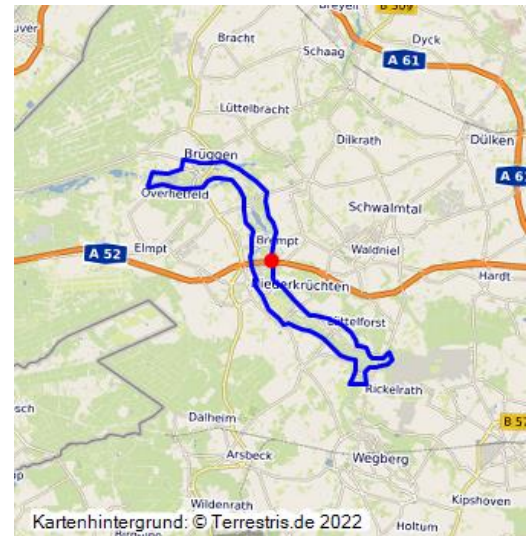 Breyell
B 509
Bracht
Schaag
Dyck
A 61
Lüttelbracht
Dilkrath
Dülken
Brüggen
A 61
Overhetfeld
Schwalmtal
Elmpt
Brempt
Waldniel
A 52
Niederkrüchten
Hardt
Lüttelforst
Rickelrath
Dalheim
B 57
Arsbeck
Wegberg
Wildenrath
Kipshoven
Holtum
Kartenhintergrund: © Terrestris.de 2022